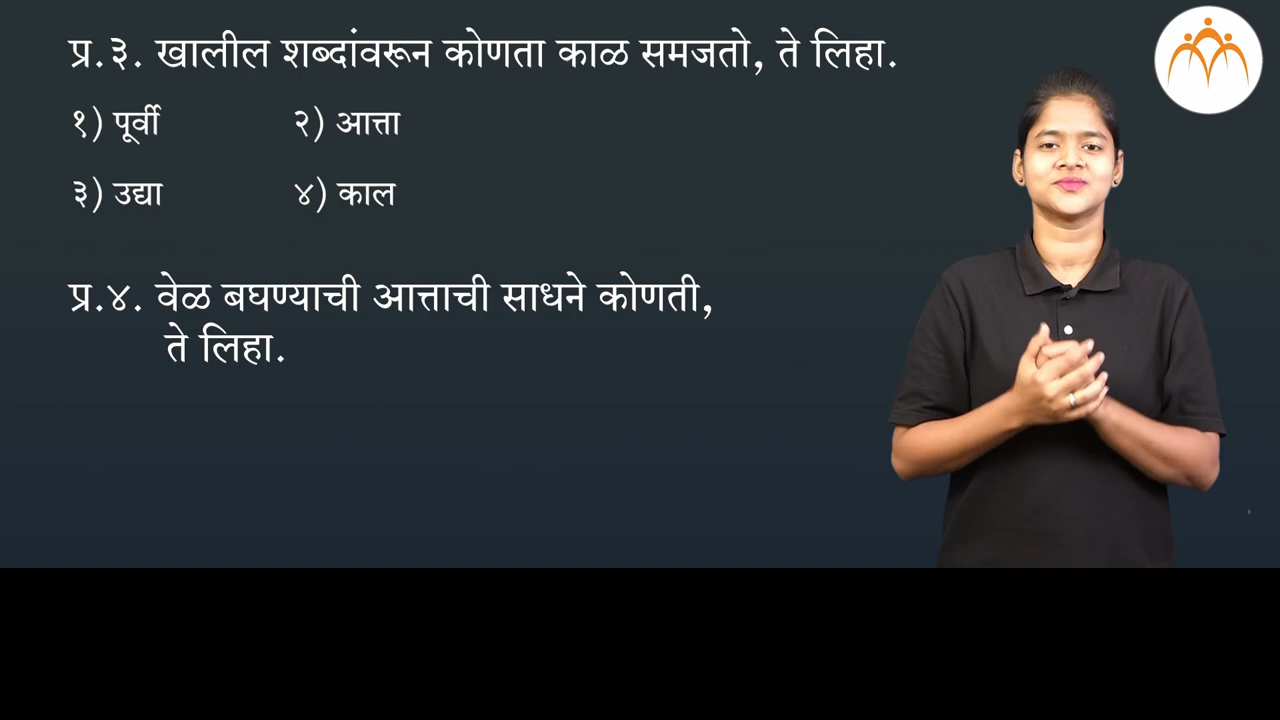 प्र.३. खालील शब्दांवरून कोणता काळ समजतो, ते लिहा.
१) पूर्वी २) आत्ता
३) उद्या ४) काल
प्र.४. वेळ बघण्याची आत्ताची साधने कोणती,
ते लिहा.